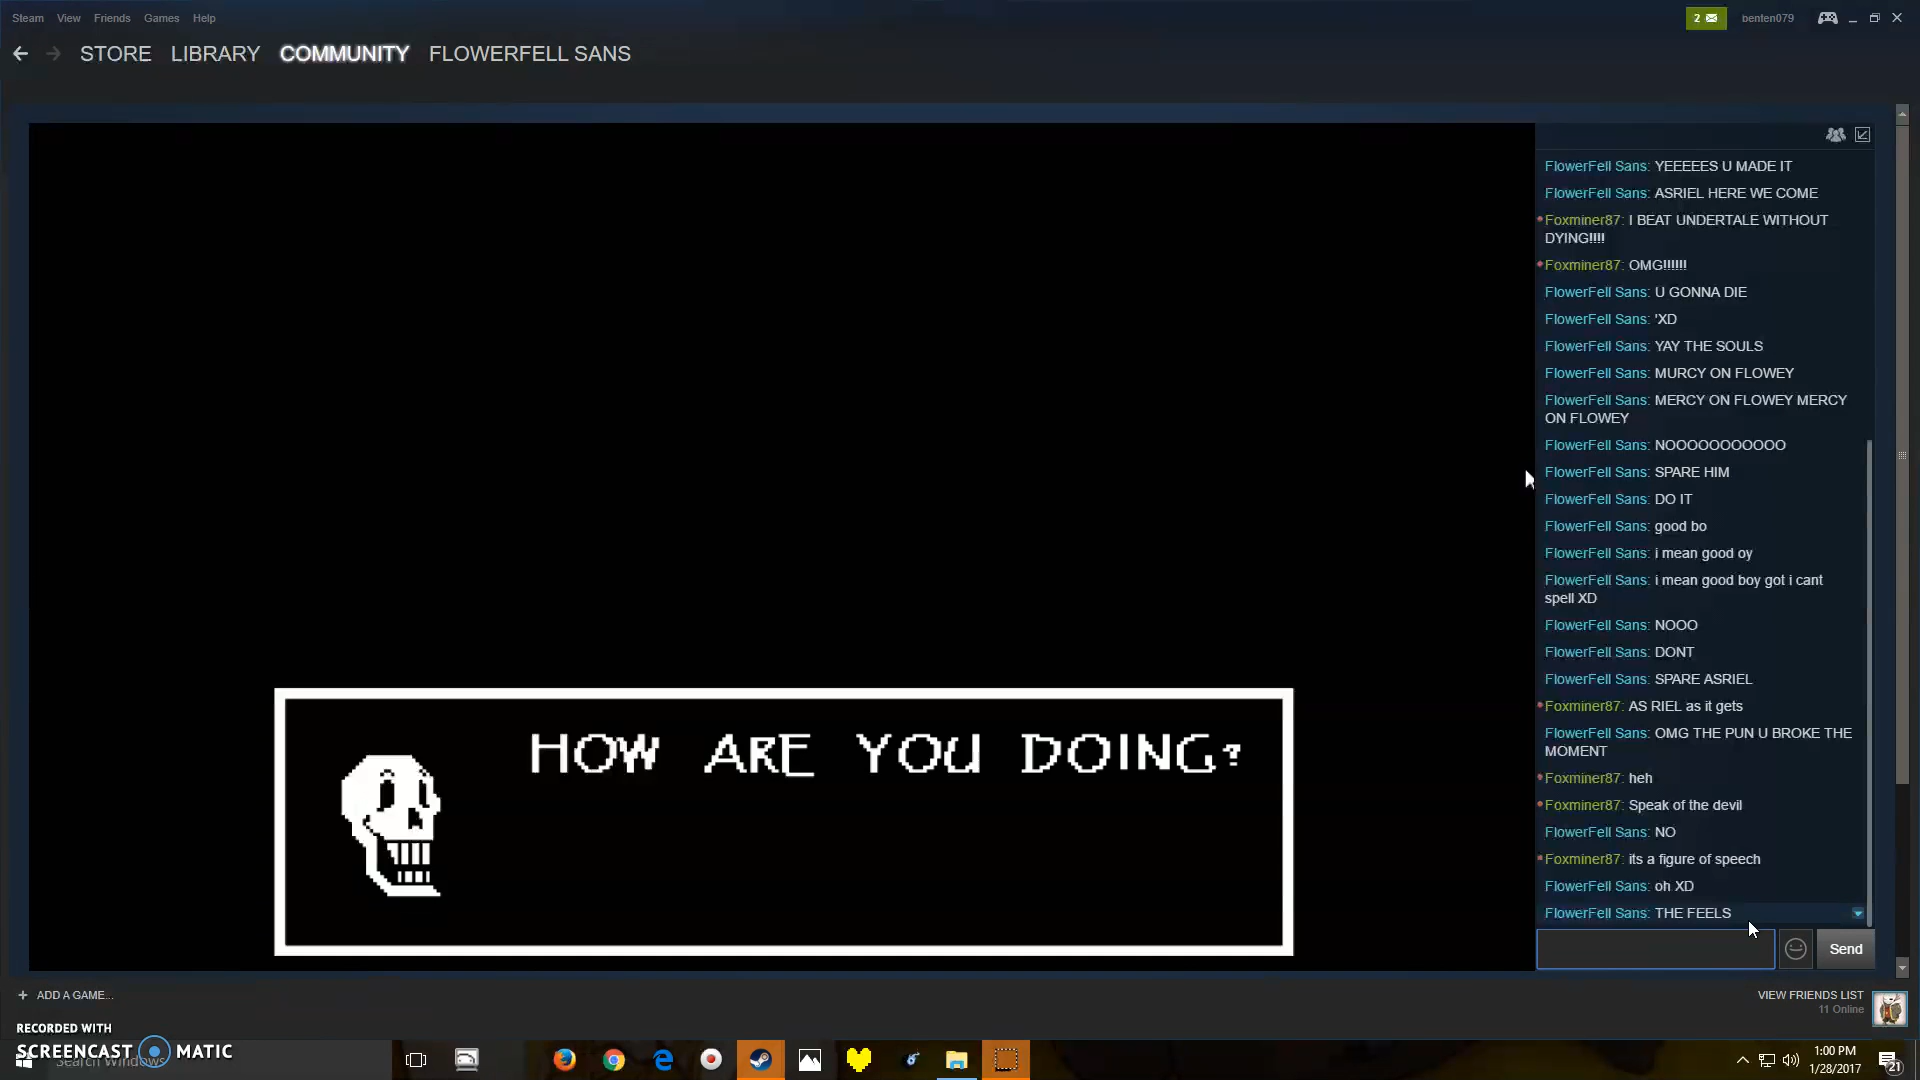 Steam View Friends Games Help
2
benten079
STORE LIBRARY COMMUNITY FLOWERFELL SANS
FlowerFell Sans: YEEEEES U MADE IT
FlowerFell Sans: ASRIEL HERE WE COME
Foxminer87: I BEAT UNDERTALE WITHOUT
DYING!!!!
Foxminer87: OMG!!!!!!
FlowerFell Sans: U GONNA DIE
FlowerFell Sans: 'XD
FlowerFell Sans: YAY THE SOULS
FlowerFell Sans: MURCY ON FLOWEY
FlowerFell Sans: MERCY ON FLOWEY MERCY
ON FLOWEY
FlowerFell Sans: NOOOOOOOOOOO
FlowerFell Sans: SPARE HIM
FlowerFell Sans: DO IT
FlowerFell Sans: good bo
FlowerFell Sans: i mean good oy
FlowerFell Sans: i mean good boy got i cant
spell XD
FlowerFell Sans: NOOO
FlowerFell Sans: DONT
FlowerFell Sans: SPARE ASRIEL
Foxminer87: AS RIEL as it gets
FlowerFell Sans: OMG THE PUN U BROKE THE
MOMENT
Foxminer87: heh
Foxminer87: Speak of the devil
FlowerFell Sans: NO
Foxminer87: its a figure of speech
FlowerFell Sans: oh XD
FlowerFell Sans: THE FEELS
HOW ARE YOU DOING?
Send
+ ADD A GAME...
VIEW FRIENDS LIST
11 Online
RECORDED WITH
SCREENCAST MATIC
Search Windows
1:00 PM
1/28/2017
21